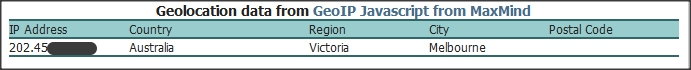 Geolocation data from GeoIP Javascript from MaxMind
IP Address Country Region City Postal Code
202.45 Australia Victoria Melbourne